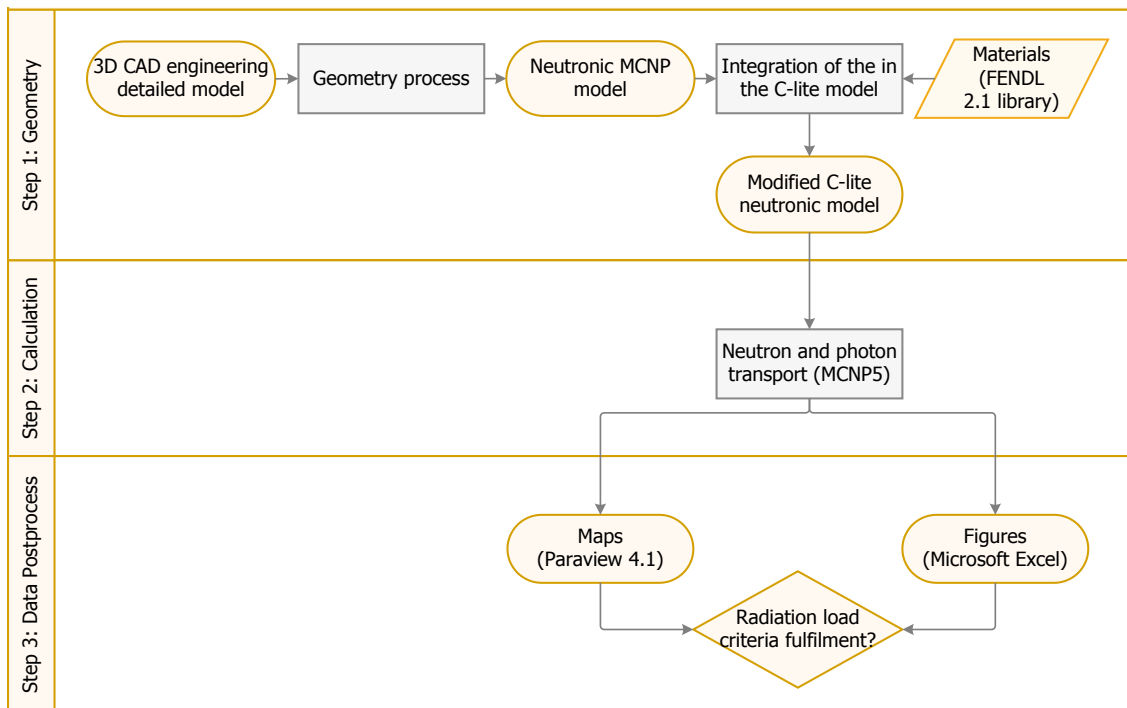 Step 1: Geometry
3D CAD engineering
detailed model
Geometry process
Neutronic MCNP
model
Integration of the in
the C-lite model
Materials
(FENDL
2.1 library)
Modified C-lite
neutronic model
Step 2: Calculation
Neutron and photon
transport (MCNP5)
Step 3: Data Postprocess
Maps
(Paraview 4.1)
Figures
(Microsoft Excel)
Radiation load
criteria fulfilment?